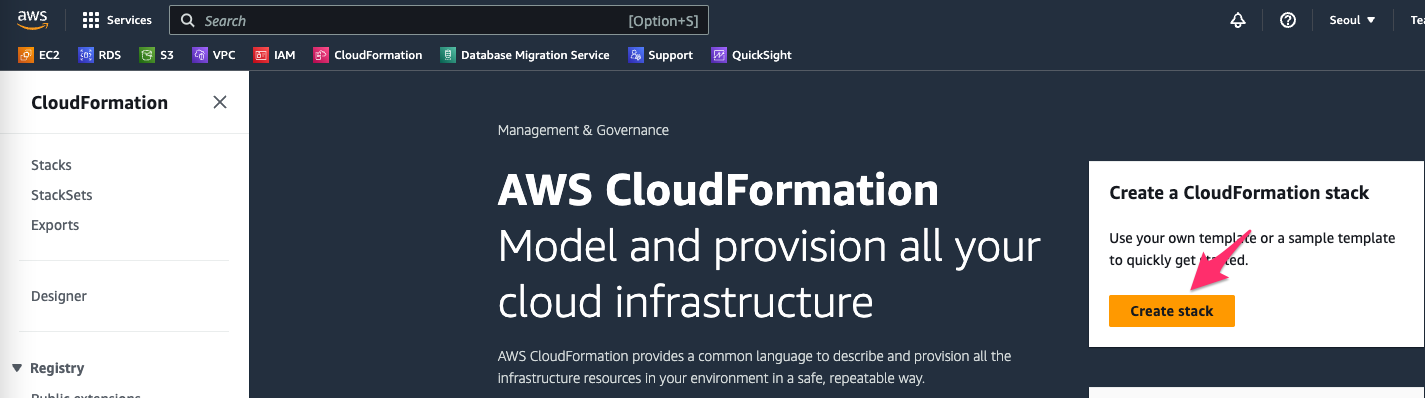 aws
Services
Search
[Option+S]
Seoul
EC2 RDS S3 VPC IAM CloudFormation Database Migration Service Support QuickSight
CloudFormation
Stacks
StackSets
Exports
Designer
Registry
Public extensions
Management & Governance
AWS CloudFormation
Model and provision all your
cloud infrastructure
AWS CloudFormation provides a common language to describe and provision all the
infrastructure resources in your environment in a safe, repeatable way.
Create a CloudFormation stack
Use your own template or a sample template
to quickly get started.
Create stack